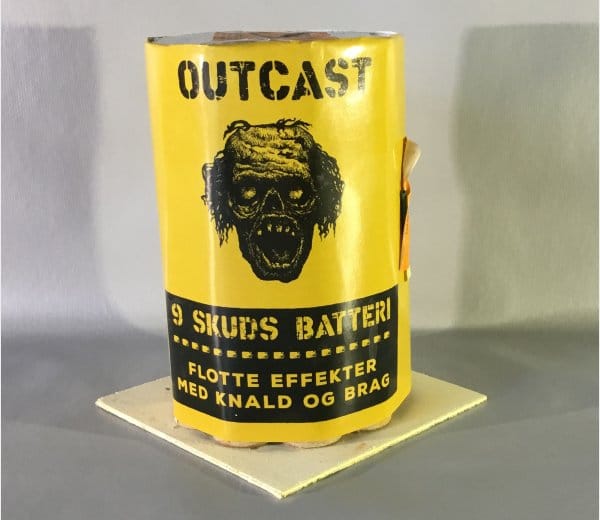 OUTCAST
9 SKUDS BATTERI
FLOTTE EFFEKTER
MED KNALD OG BRAG